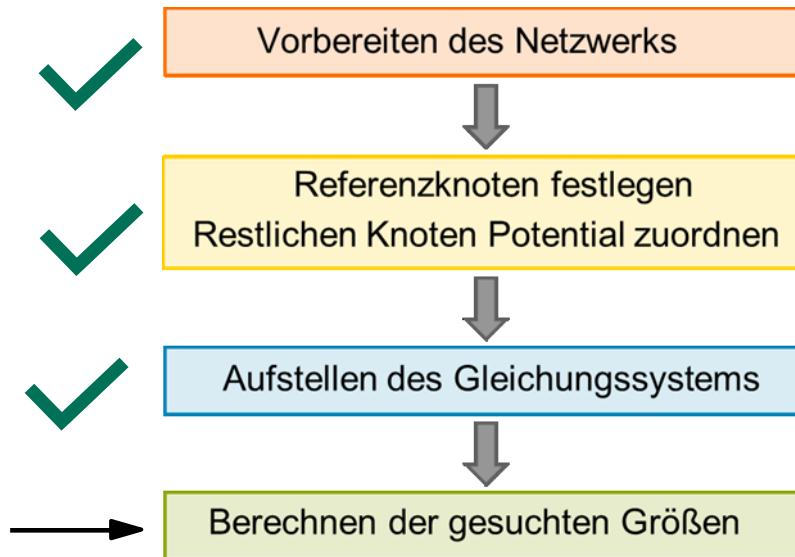 Vorbereiten des Netzwerks
Referenzknoten festlegen
Restlichen Knoten Potential zuordnen
Aufstellen des Gleichungssystems
Berechnen der gesuchten Größen